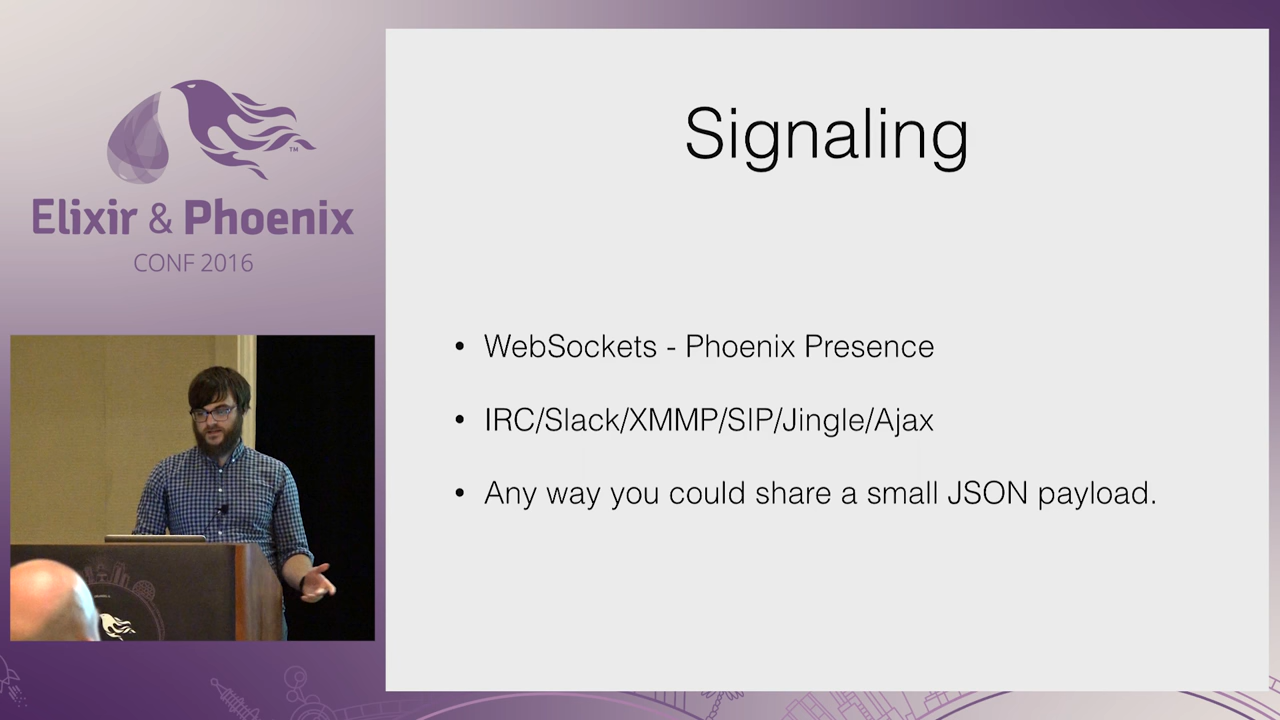 Elixir & Phoenix
CONF 2016
TM
Signaling
• WebSockets - Phoenix Presence
• IRC/Slack/XMMP/SIP/Jingle/Ajax
• Any way you could share a small JSON payload.